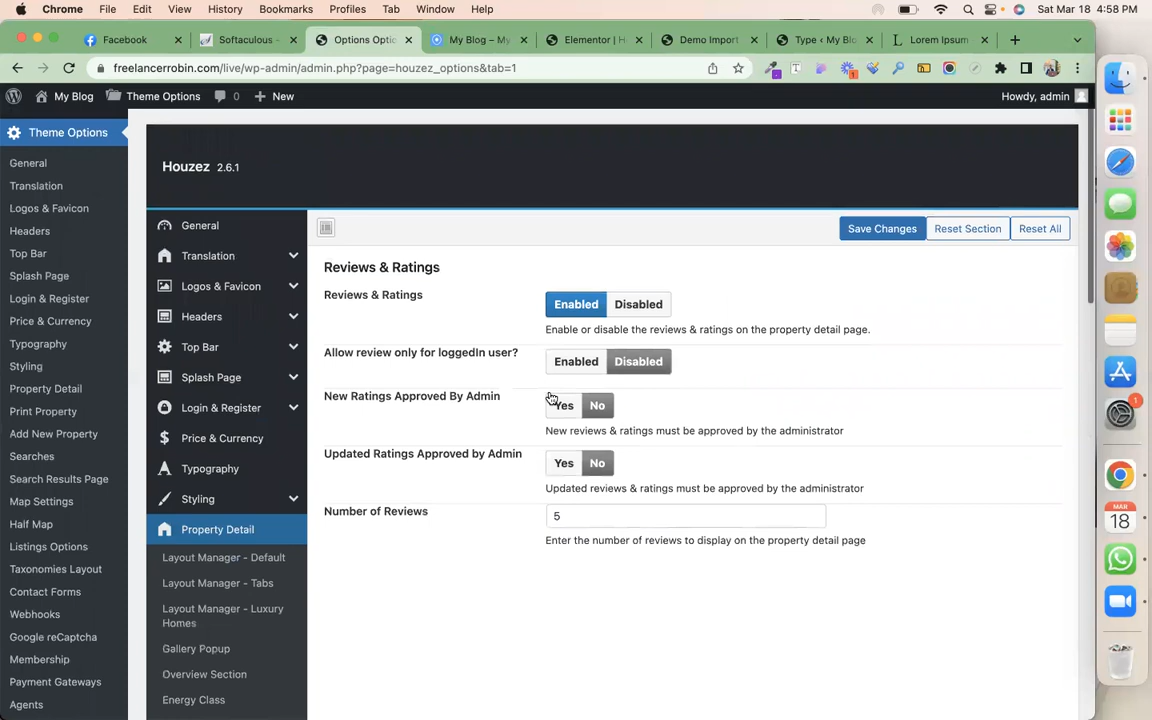 Chrome File Edit View History Bookmarks Profiles Tab Window Help Sat Mar 18 4:58 PM
Facebook Softaculous - Options Optio My Blog – My Elementor | H Demo Import Type ‹ My Blo Lorem Ipsum
freelancerrobin.com/live/wp-admin/admin.php?page=houzez_options&tab=1
My Blog Theme Options 0 New Howdy, admin
Theme Options
General
Translation
Logos & Favicon
Headers
Top Bar
Splash Page
Login & Register
Price & Currency
Typography
Styling
Property Detail
Print Property
Add New Property
Searches
Search Results Page
Map Settings
Half Map
Listings Options
Taxonomies Layout
Contact Forms
Webhooks
Google reCaptcha
Membership
Payment Gateways
Agents
Houzez 2.6.1
General
Translation
Logos & Favicon
Headers
Top Bar
Splash Page
Login & Register
Price & Currency
Typography
Styling
Property Detail
Layout Manager - Default
Layout Manager - Tabs
Layout Manager - Luxury
Homes
Gallery Popup
Overview Section
Energy Class
Save Changes Reset Section Reset All
Reviews & Ratings
Reviews & Ratings Enabled Disabled
Enable or disable the reviews & ratings on the property detail page.
Allow review only for loggedIn user? Enabled Disabled
New Ratings Approved By Admin Yes No
New reviews & ratings must be approved by the administrator
Updated Ratings Approved by Admin Yes No
Updated reviews & ratings must be approved by the administrator
Number of Reviews 5
Enter the number of reviews to display on the property detail page
1
MAR
18